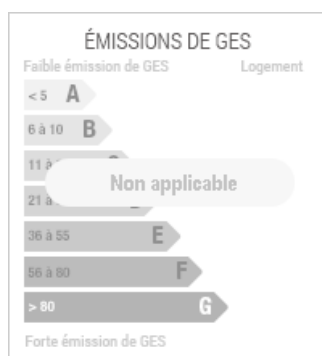 ÉMISSIONS DE GES
Faible émission de GES Logement
< 5 A
6 à 10 B
11 à
Non applicable
21 à
36 à 55 E
56 à 80 F
> 80 G
Forte émission de GES